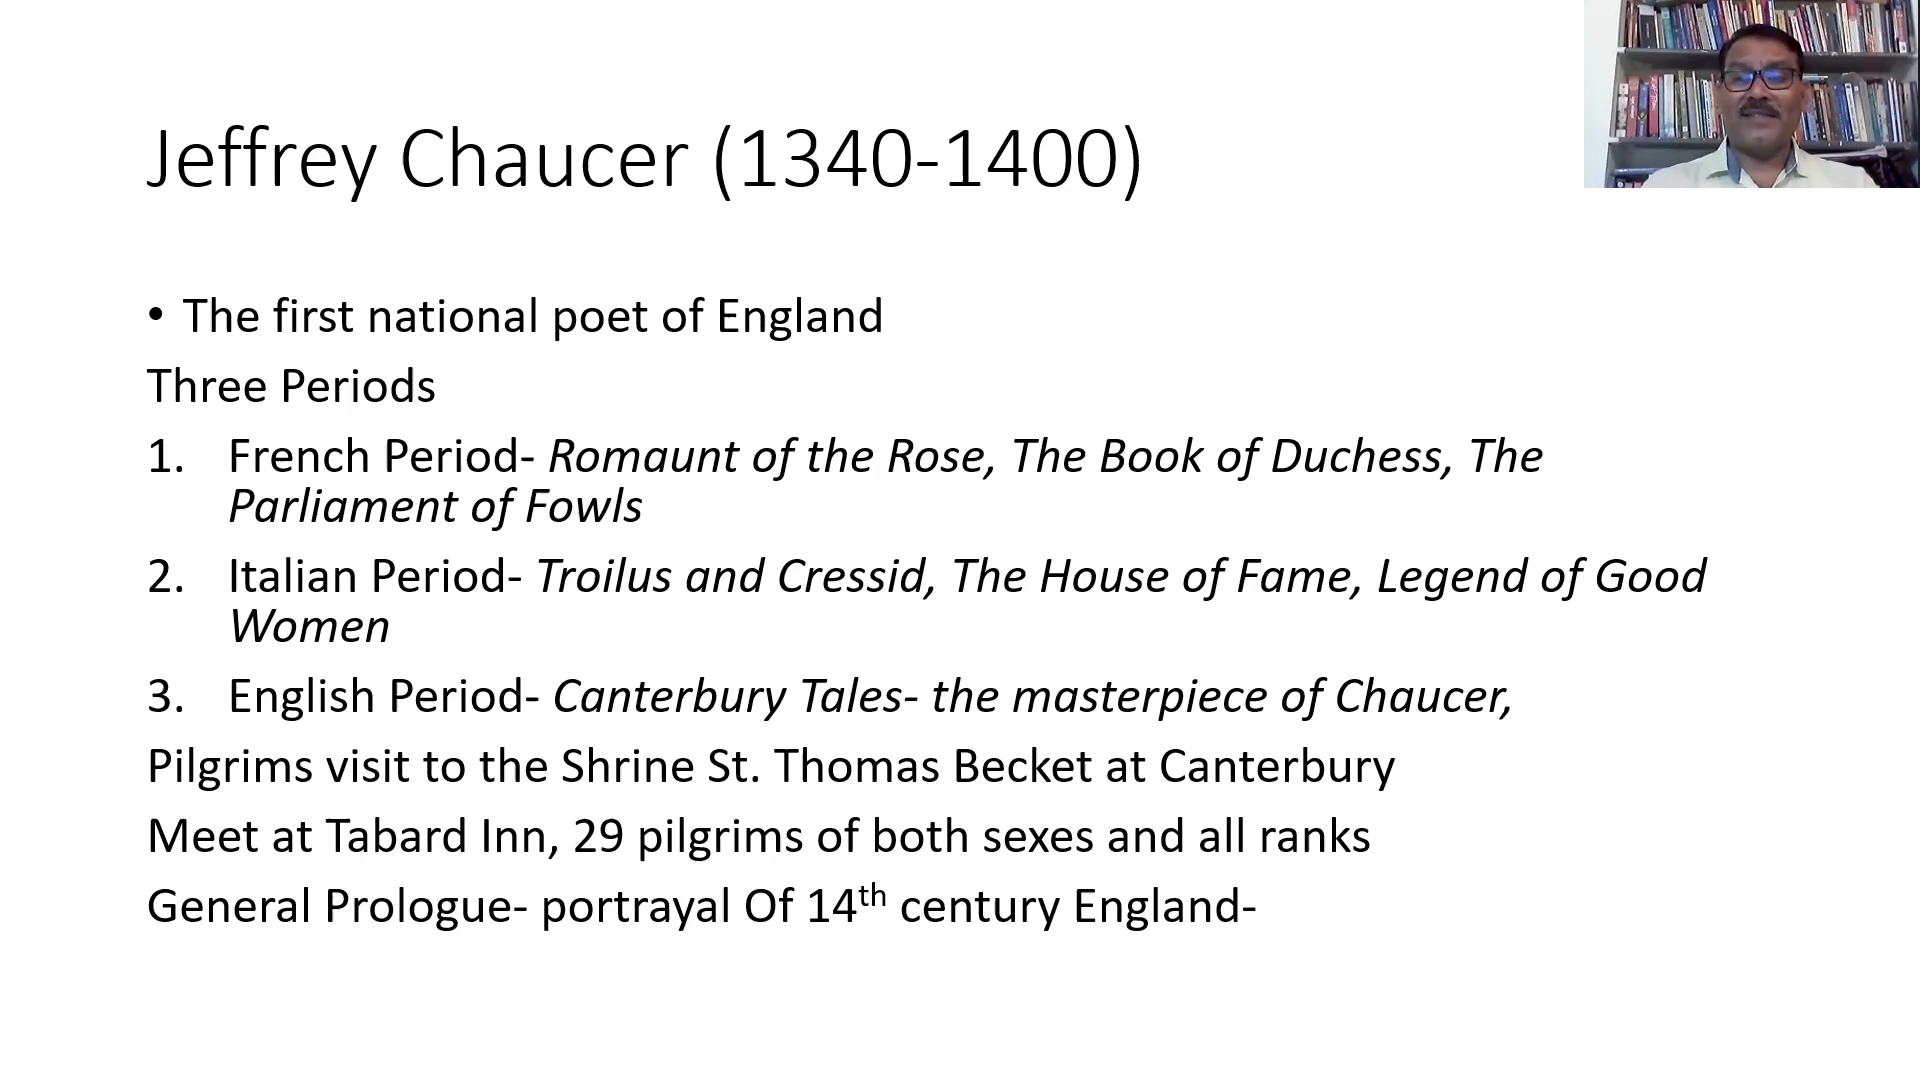 Jeffrey Chaucer (1340-1400)
• The first national poet of England
Three Periods
1. French Period- Romaunt of the Rose, The Book of Duchess, The
Parliament of Fowls
2. Italian Period- Troilus and Cressid, The House of Fame, Legend of Good
Women
3. English Period- Canterbury Tales- the masterpiece of Chaucer,
Pilgrims visit to the Shrine St. Thomas Becket at Canterbury
Meet at Tabard Inn, 29 pilgrims of both sexes and all ranks
General Prologue- portrayal Of 14th century England-